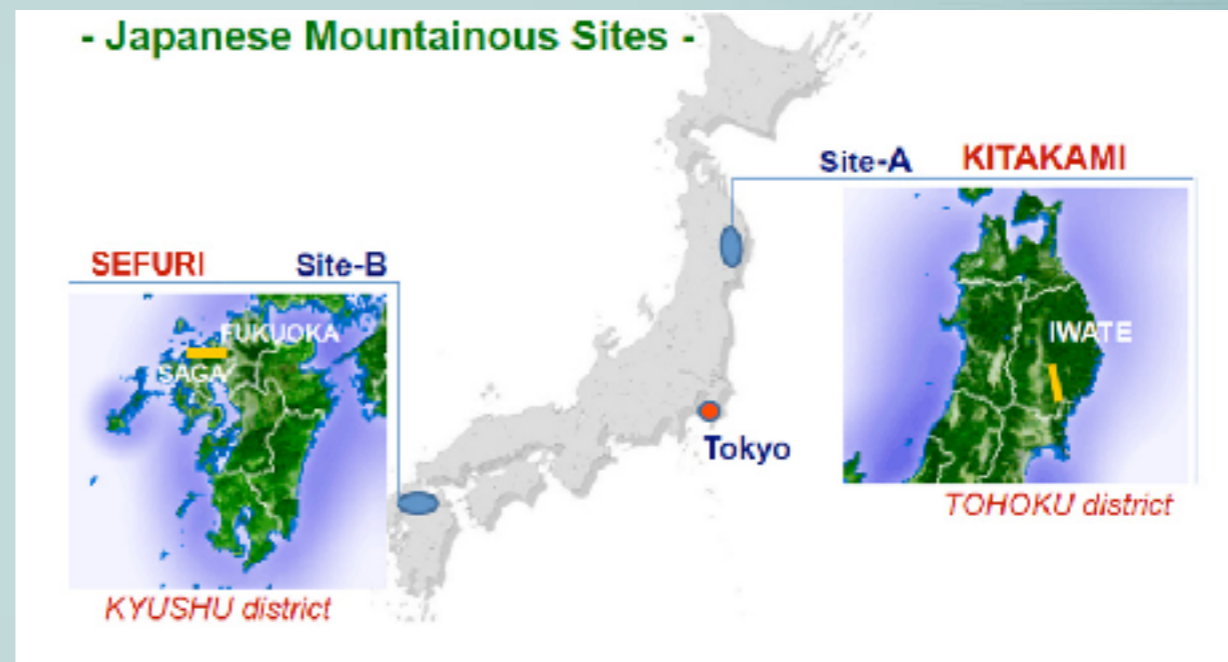 - Japanese Mountainous Sites -
Site-A KITAKAMI
SEFURI Site-B
IWATE
FUKUOKA
SAGA
Tokyo
TOHOKU district
KYUSHU district